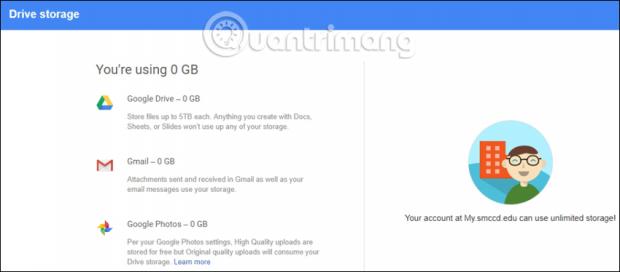 Drive storage
Quantrimang
You're using 0 GB
Google Drive – 0 GB
Store files up to 5TB each. Anything you create with Docs,
Sheets, or Slides won't use up any of your storage.
Gmail – 0 GB
Attachments sent and received in Gmail as well as your
email messages use your storage.
Your account at My.smccd.edu can use unlimited storage!
Google Photos – 0 GB
Per your Google Photos settings, High Quality uploads are
stored for free but Original quality uploads will consume your
Drive storage. Learn more